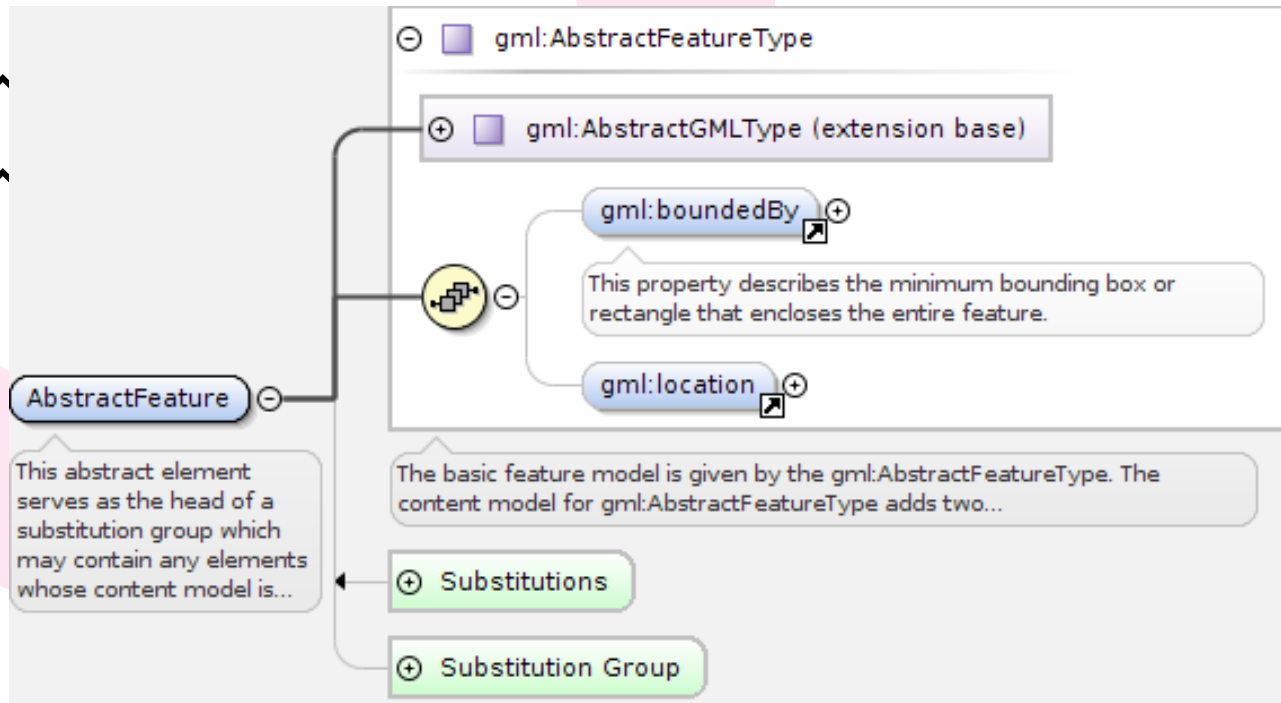 gml:AbstractFeatureType
gml:AbstractGMLType (extension base)
gml:boundedBy
This property describes the minimum bounding box or
rectangle that encloses the entire feature.
gml:location
AbstractFeature
This abstract element
serves as the head of a
substitution group which
may contain any elements
whose content model is...
The basic feature model is given by the gml:AbstractFeatureType. The
content model for gml:AbstractFeatureType adds two...
Substitutions
Substitution Group